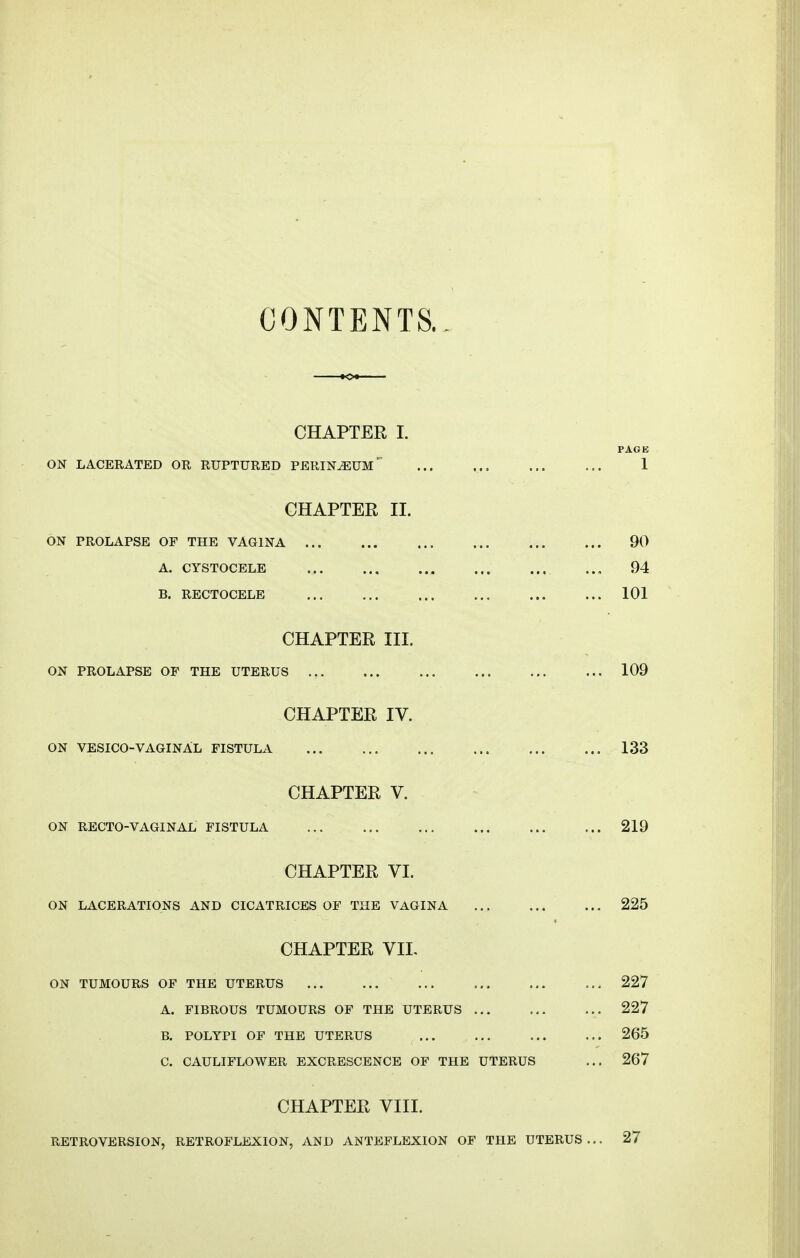 CONTENTS.
CHAPTER I.
PAGE
ON LACERATED OR RUPTURED PERINÆUM ... ... ... ... 1
CHAPTER II.
ON PROLAPSE OF THE VAGINA ... ... ... ... ... ... 90
A. CYSTOCELE ... ... ... ... ... ... 94
B. RECTOCELE ... ... ... ... ... ... 101
CHAPTER III.
ON PROLAPSE OF THE UTERUS ... ... ... ... ... ... 109
CHAPTER IV.
ON VESICO-VAGINAL FISTULA ... ... ... ... ... ... 133
CHAPTER V.
ON RECTO-VAGINAL FISTULA ... ... ... ... ... ... 219
CHAPTER VI.
ON LACERATIONS AND CICATRICES OF THE VAGINA ... ... ... 225
CHAPTER VII.
ON TUMOURS OF THE UTERUS ... ... ... ... ... ... 227
A. FIBROUS TUMOURS OF THE UTERUS ... ... ... 227
B. POLYPI OF THE UTERUS ... ... ... ... 265
C. CAULIFLOWER EXCRESCENCE OF THE UTERUS ... 267
CHAPTER VIII.
RETROVERSION, RETROFLEXION, AND ANTEFLEXION OF THE UTERUS ... 27